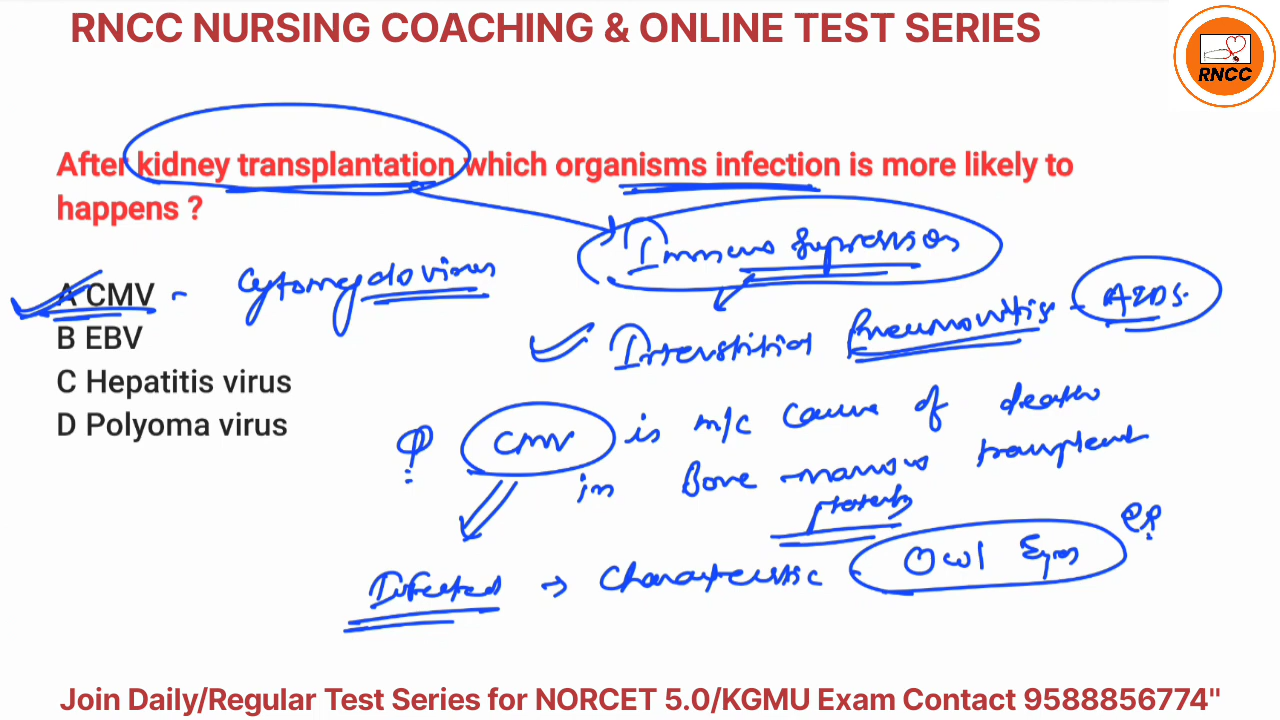 RNCC NURSING COACHING & ONLINE TEST SERIES
RNCC
After kidney transplantation which organisms infection is more likely to
happens ?
Immuno Supression
A CMV - Cytomegalovirus
B EBV
Interstitial Pneumonitis - AIDS.
C Hepatitis virus
D Polyoma virus
CMV is m/c cause of death
in Bone marrow transplant
Patients
Infected → Characteristic Owl Eyes
Join Daily/Regular Test Series for NORCET 5.0/KGMU Exam Contact 9588856774"